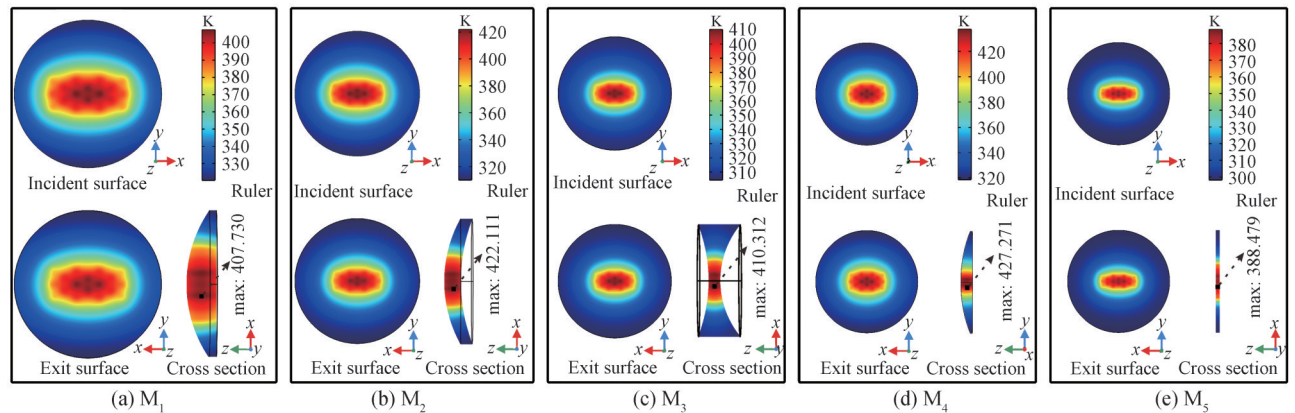 K
407
400
390
380
370
360
350
340
330
320
y
z
x
Incident surface
Ruler
max: 407.730
y
x
z
x
z
y
Exit surface
Cross section
(a) M1
K
420
400
380
360
340
320
y
z
x
Incident surface
Ruler
max: 422.111
y
x
z
x
z
y
Exit surface
Cross section
(b) M2
K
410
400
390
380
370
360
350
340
330
320
310
y
z
x
Incident surface
Ruler
max: 410.312
y
x
z
x
z
y
Exit surface
Cross section
(c) M3
K
420
400
380
360
340
320
y
z
x
Incident surface
Ruler
max: 427.271
y
x
z
y
z
x
Exit surface
Cross section
(d) M4
K
380
370
360
350
340
330
320
310
300
y
z
x
Incident surface
Ruler
max: 388.479
y
x
z
x
z
y
Exit surface
Cross section
(e) M5